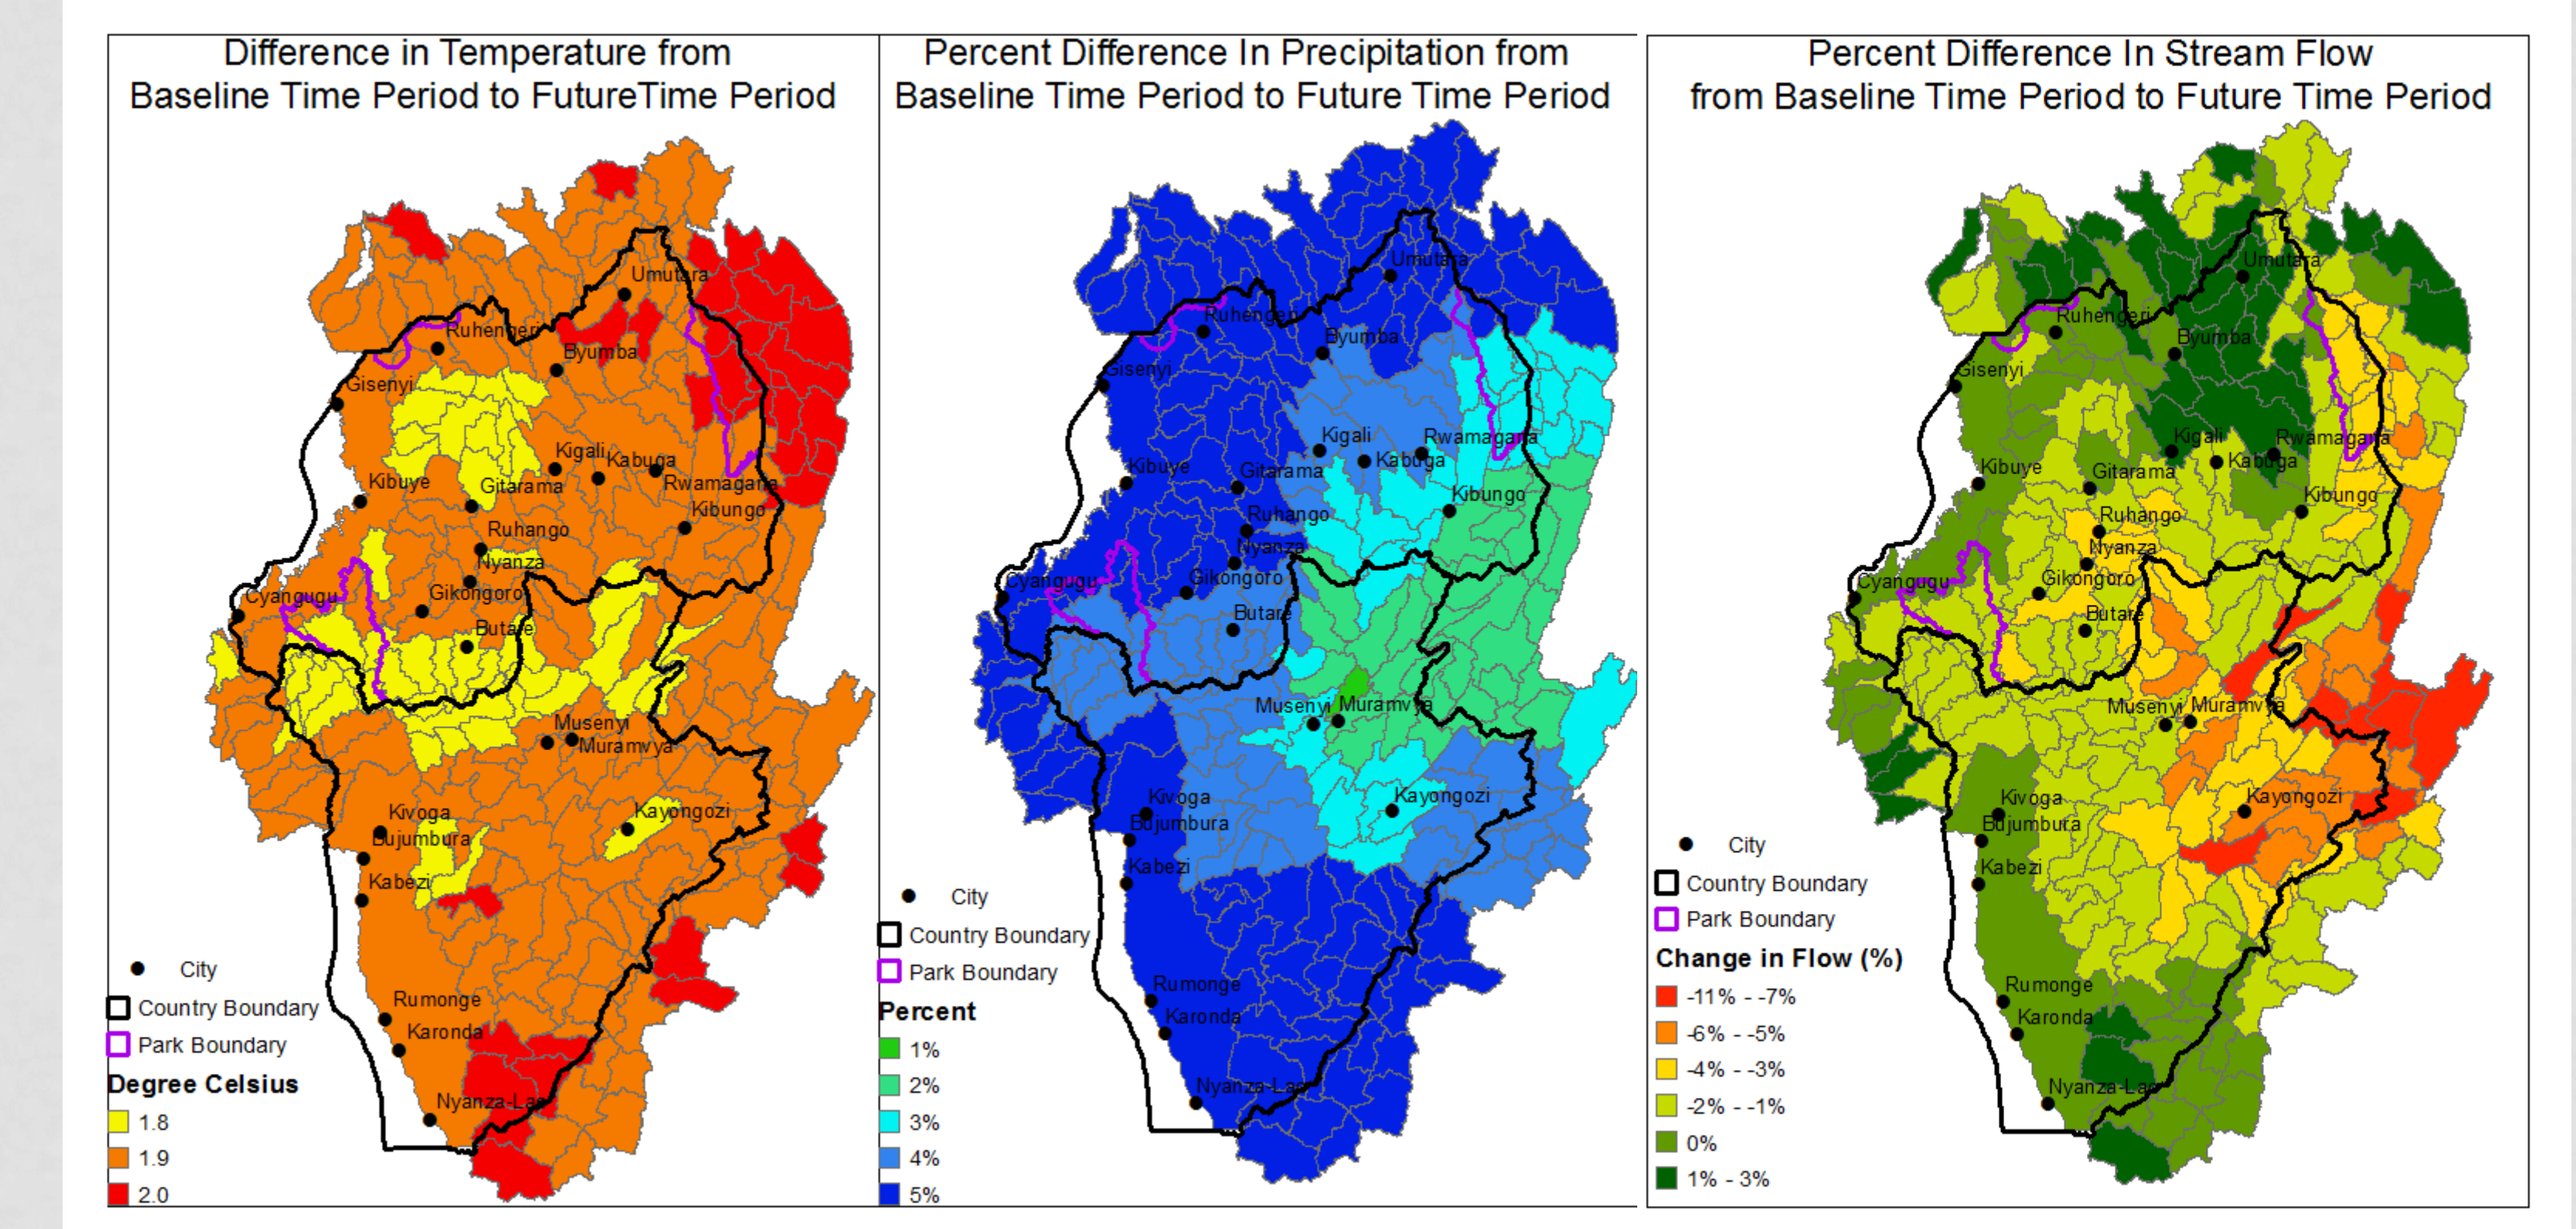 Difference in Temperature from
Baseline Time Period to FutureTime Period
Umutara
Ruhengeri
Byumba
Gisenyi
Kigali
Kabuga
Kibuye
Gitarama
Rwamagana
Kibungo
Ruhango
Nyanza
Cyangugu
Gikongoro
Butare
Musenyi
Muramvya
Kivoga
Kayongozi
Bujumbura
Kabezi
Rumonge
Karonda
Nyanza-Lac
City
Country Boundary
Park Boundary
Degree Celsius
1.8
1.9
2.0
Percent Difference In Precipitation from
Baseline Time Period to Future Time Period
Umutara
Ruhengeri
Byumba
Gisenyi
Kigali
Rwamagana
Kibuye
Gitarama
Kabuga
Kibungo
Ruhango
Nyanza
Cyangugu
Gikongoro
Butare
Musenyi
Muramvya
Kivoga
Kayongozi
Bujumbura
Kabezi
Rumonge
Karonda
Nyanza-Lac
City
Country Boundary
Park Boundary
Percent
1%
2%
3%
4%
5%
Percent Difference In Stream Flow
from Baseline Time Period to Future Time Period
Umutara
Ruhengeri
Byumba
Gisenyi
Kigali
Rwamagana
Kibuye
Gitarama
Kabuga
Kibungo
Ruhango
Nyanza
Cyangugu
Gikongoro
Butare
Musenyi
Muramvya
Kivoga
Kayongozi
Bujumbura
Kabezi
Rumonge
Karonda
Nyanza-Lac
City
Country Boundary
Park Boundary
Change in Flow (%)
-11% - -7%
-6% - -5%
-4% - -3%
-2% - -1%
0%
1% - 3%